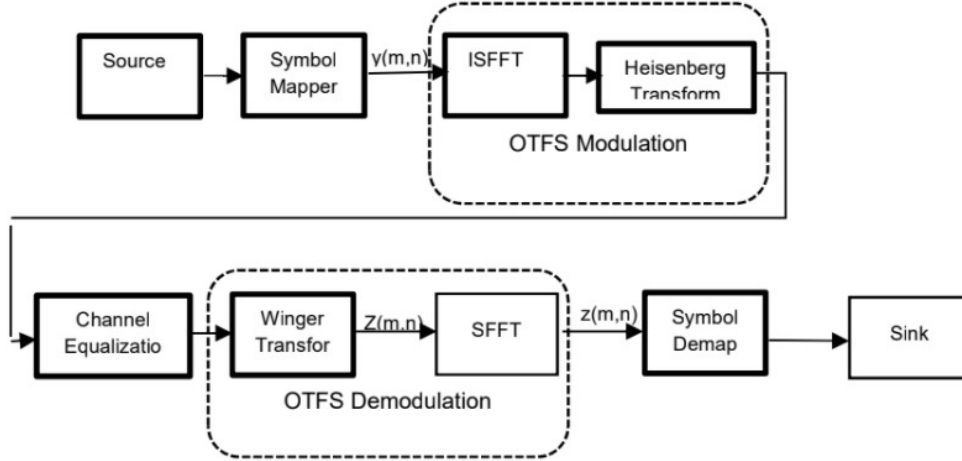 Source
Symbol
Mapper
y(m,n)
ISFFT
Heisenberg
Transform
OTFS Modulation
Channel
Equalizatio
Winger
Transfor
Z(m,n)
SFFT
OTFS Demodulation
z(m,n)
Symbol
Demap
Sink